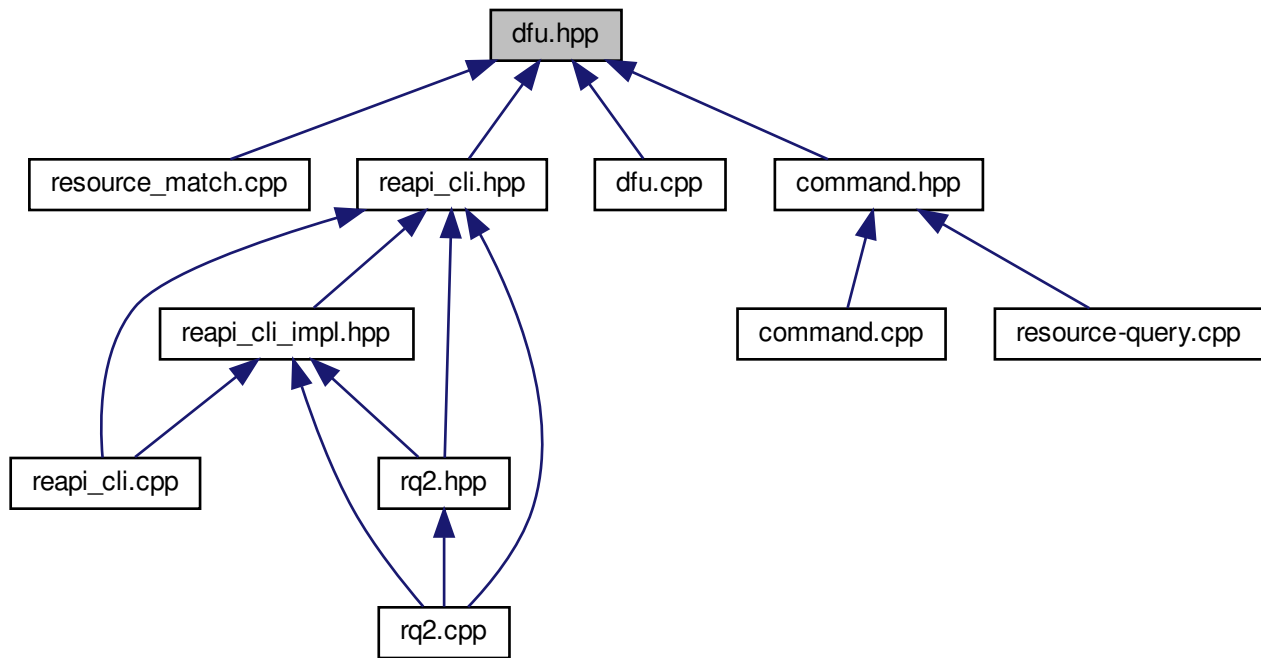 dfu.hpp
resource_match.cpp
reapi_cli.hpp
dfu.cpp
command.hpp
reapi_cli_impl.hpp
command.cpp
resource-query.cpp
reapi_cli.cpp
rq2.hpp
rq2.cpp